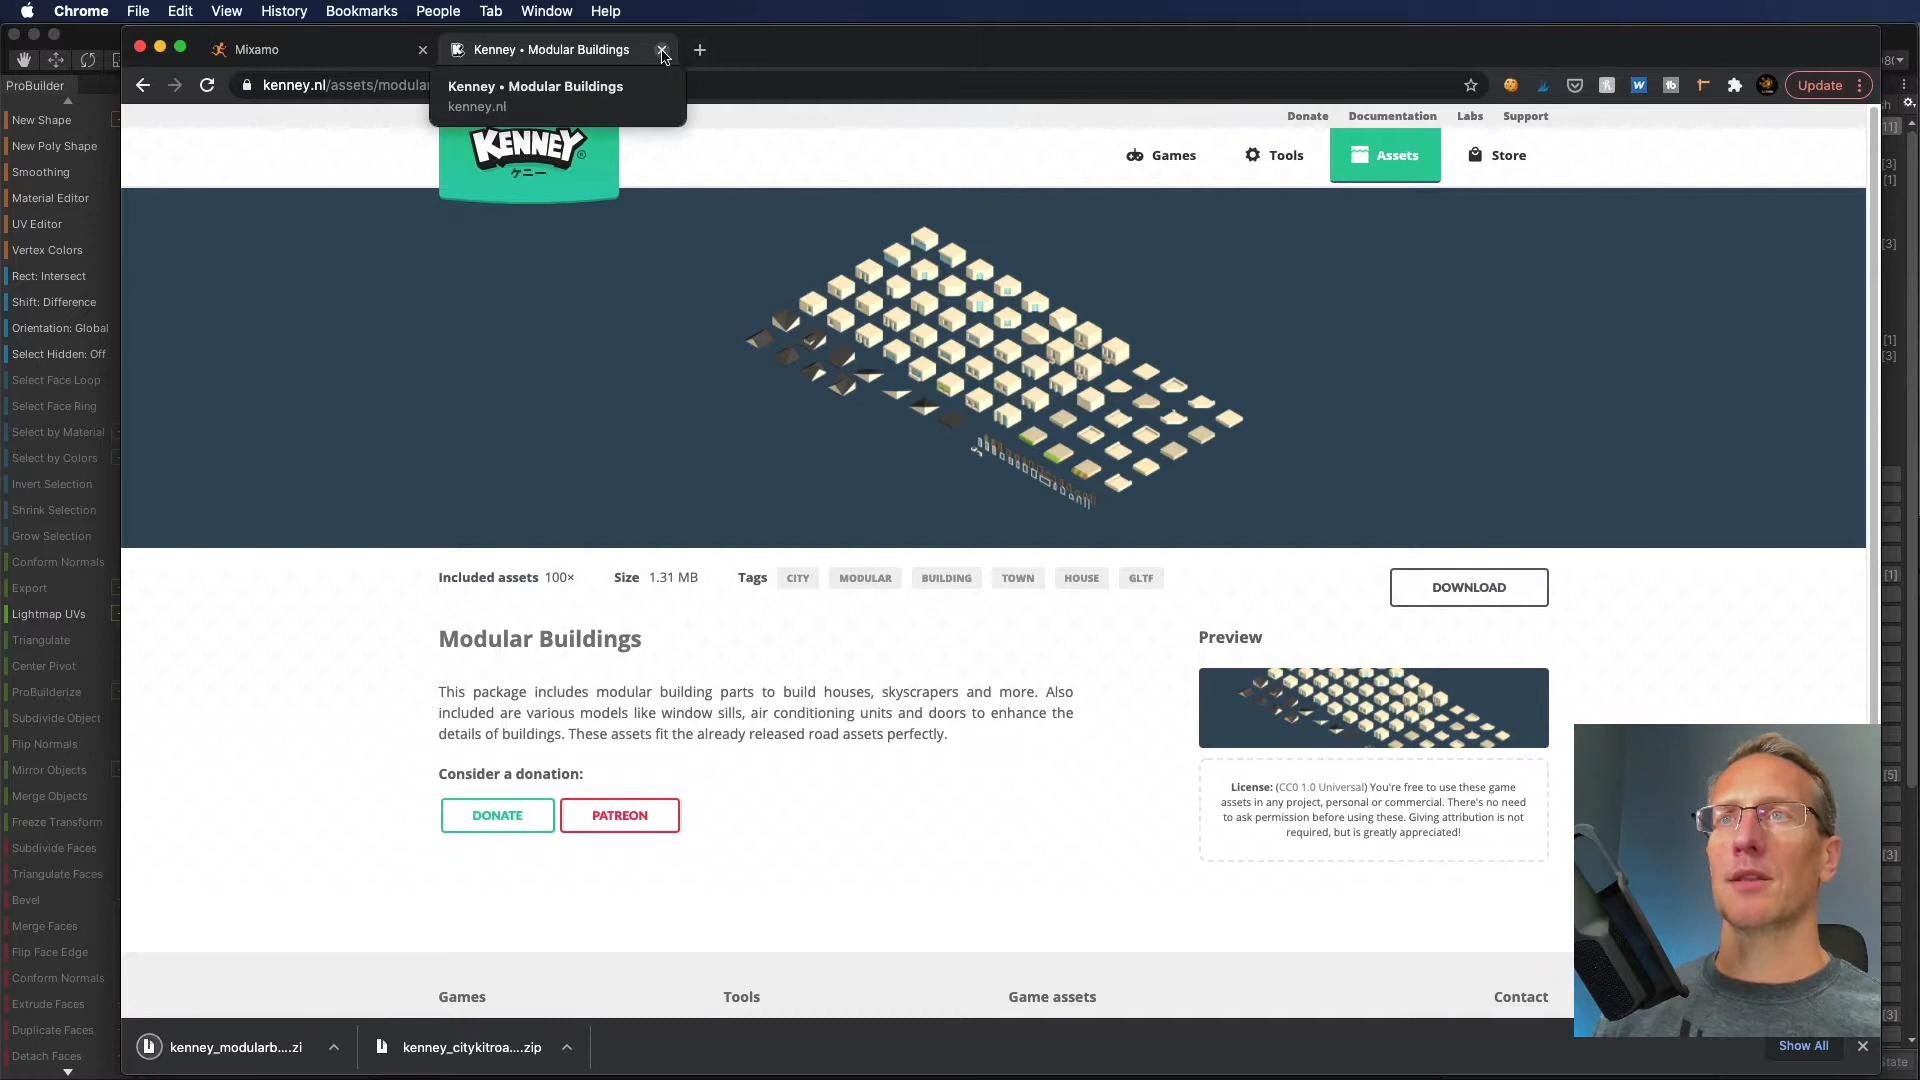 Chrome File Edit View History Bookmarks People Tab Window Help
Mixamo
Kenney • Modular Buildings
kenney.nl/assets/modular
Update
Kenney • Modular Buildings
kenney.nl
ProBuilder
New Shape
New Poly Shape
Smoothing
Material Editor
UV Editor
Vertex Colors
Rect: Intersect
Shift: Difference
Orientation: Global
Select Hidden: Off
Select Face Loop
Select Face Ring
Select by Material
Select by Colors
Invert Selection
Shrink Selection
Grow Selection
Conform Normals
Export
Lightmap UVs
Triangulate
Center Pivot
ProBuilderize
Subdivide Object
Flip Normals
Mirror Objects
Merge Objects
Freeze Transform
Subdivide Faces
Triangulate Faces
Bevel
Merge Faces
Flip Face Edge
Conform Normals
Extrude Faces
Duplicate Faces
Detach Faces
Donate Documentation Labs Support
KENNEY
ケニー
Games Tools Assets Store
Included assets 100× Size 1.31 MB Tags CITY MODULAR BUILDING TOWN HOUSE GLTF
DOWNLOAD
Modular Buildings
This package includes modular building parts to build houses, skyscrapers and more. Also
included are various models like window sills, air conditioning units and doors to enhance the
details of buildings. These assets fit the already released road assets perfectly.
Consider a donation:
DONATE PATREON
Preview
License: (CC0 1.0 Universal) You're free to use these game
assets in any project, personal or commercial. There's no need
to ask permission before using these. Giving attribution is not
required, but is greatly appreciated!
Games Tools Game assets Contact
kenney_modularb....zi
kenney_citykitroa....zip
Show All